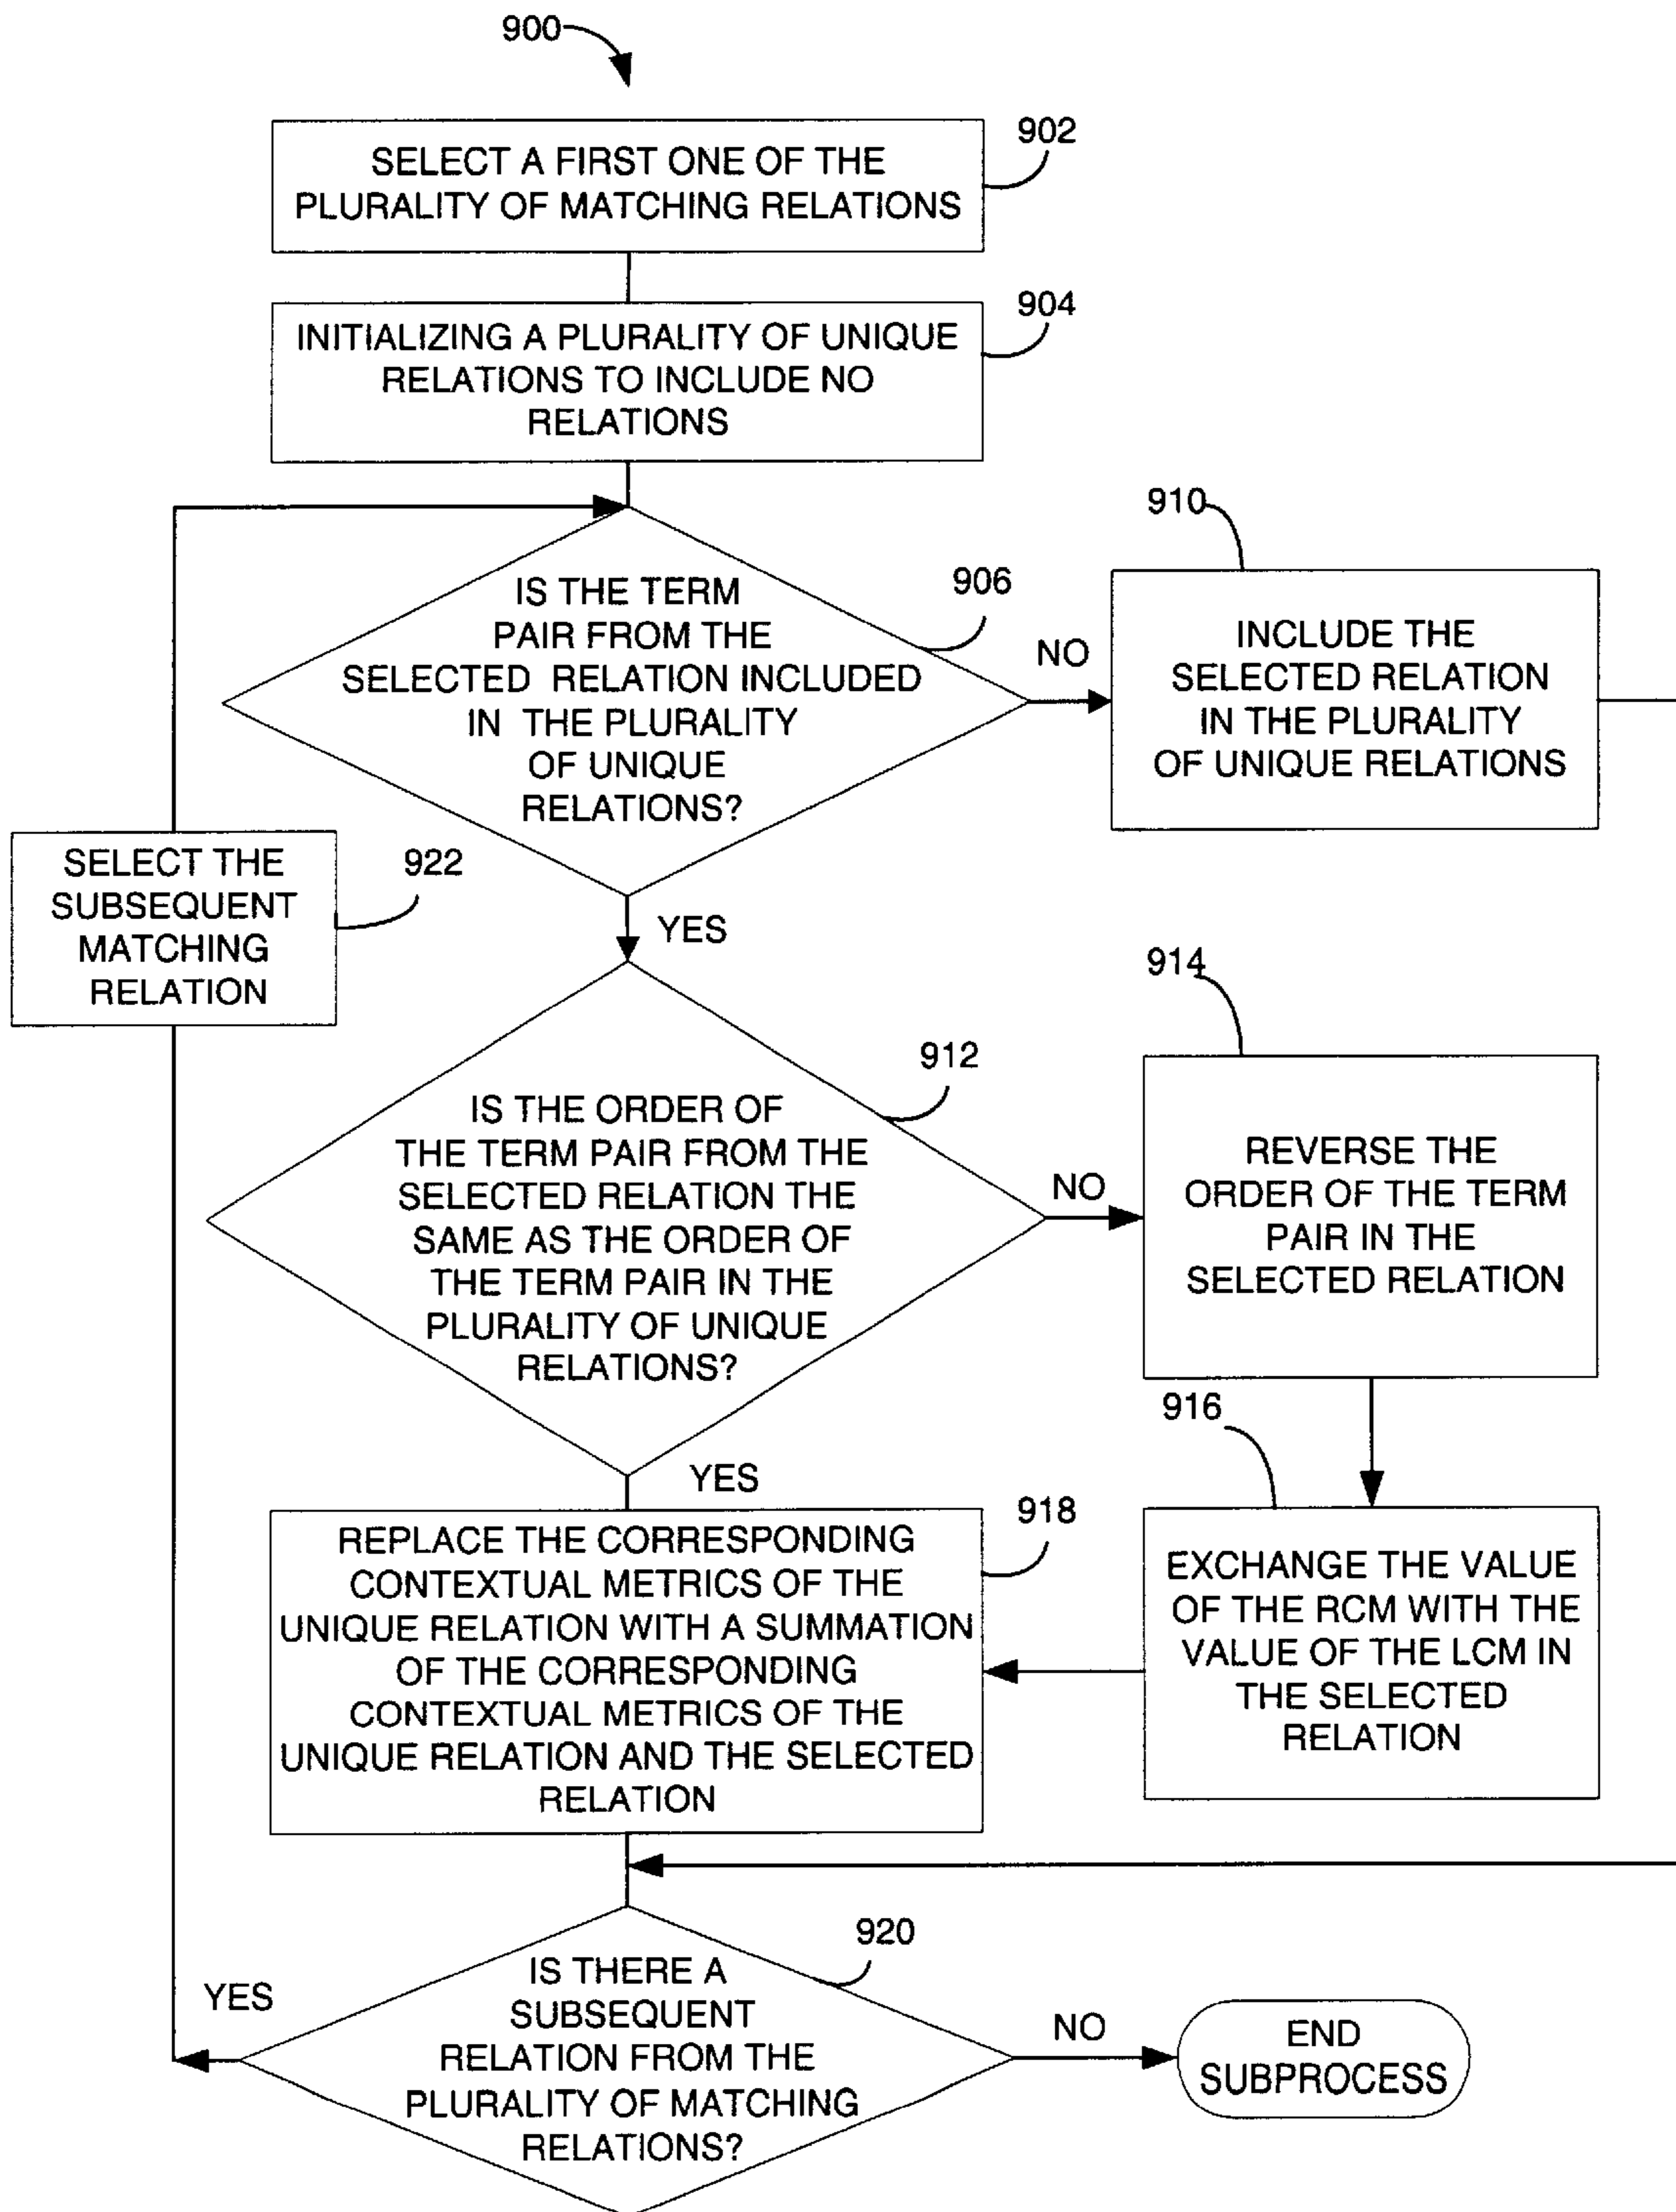 900
902
SELECT A FIRST ONE OF THE
PLURALITY OF MATCHING RELATIONS
904
INITIALIZING A PLURALITY OF UNIQUE
RELATIONS TO INCLUDE NO
RELATIONS
906
IS THE TERM
PAIR FROM THE
SELECTED RELATION INCLUDED
IN THE PLURALITY
OF UNIQUE
RELATIONS?
NO
910
INCLUDE THE
SELECTED RELATION
IN THE PLURALITY
OF UNIQUE RELATIONS
SELECT THE
SUBSEQUENT
MATCHING
RELATION
922
YES
912
IS THE ORDER OF
THE TERM PAIR FROM THE
SELECTED RELATION THE
SAME AS THE ORDER OF
THE TERM PAIR IN THE
PLURALITY OF UNIQUE
RELATIONS?
NO
914
REVERSE THE
ORDER OF THE TERM
PAIR IN THE
SELECTED RELATION
YES
916
EXCHANGE THE VALUE
OF THE RCM WITH THE
VALUE OF THE LCM IN
THE SELECTED
RELATION
918
REPLACE THE CORRESPONDING
CONTEXTUAL METRICS OF THE
UNIQUE RELATION WITH A SUMMATION
OF THE CORRESPONDING
CONTEXTUAL METRICS OF THE
UNIQUE RELATION AND THE SELECTED
RELATION
920
IS THERE A
SUBSEQUENT
RELATION FROM THE
PLURALITY OF MATCHING
RELATIONS?
YES
NO
END
SUBPROCESS